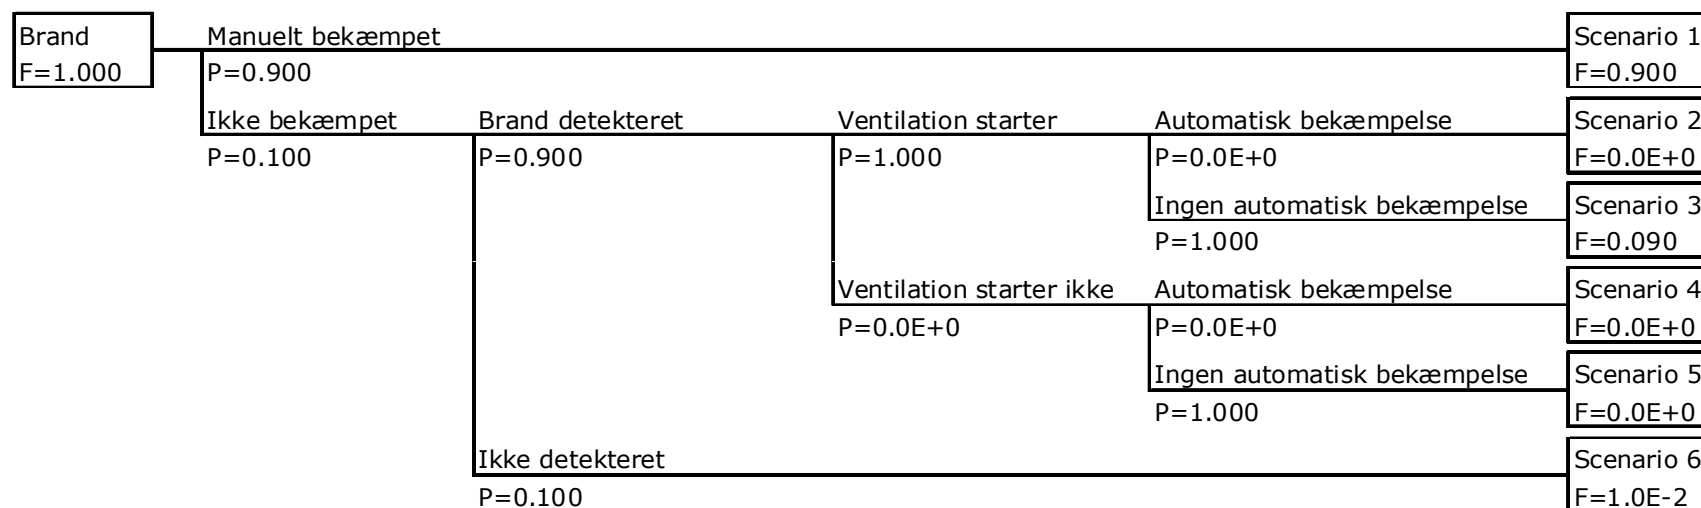 Brand
F=1.000
Manuelt bekæmpet
P=0.900
Scenario 1
F=0.900
Ikke bekæmpet
P=0.100
Brand detekteret
P=0.900
Ventilation starter
P=1.000
Automatisk bekæmpelse
P=0.0E+0
Scenario 2
F=0.0E+0
Ingen automatisk bekæmpelse
P=1.000
Scenario 3
F=0.090
Ventilation starter ikke
P=0.0E+0
Automatisk bekæmpelse
P=0.0E+0
Scenario 4
F=0.0E+0
Ingen automatisk bekæmpelse
P=1.000
Scenario 5
F=0.0E+0
Ikke detekteret
P=0.100
Scenario 6
F=1.0E-2